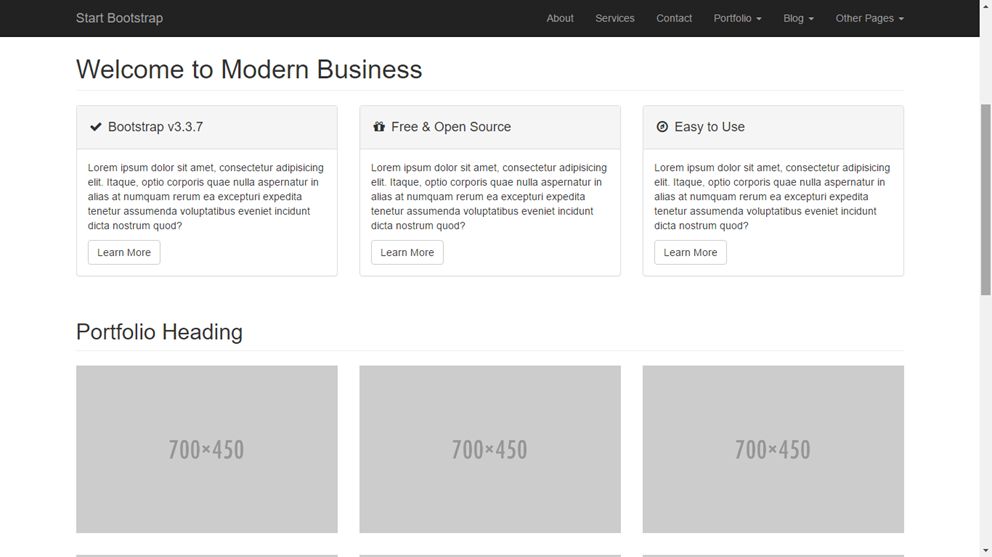 Start Bootstrap
About Services Contact Portfolio Blog Other Pages
Welcome to Modern Business
Bootstrap v3.3.7
Lorem ipsum dolor sit amet, consectetur adipisicing
elit. Itaque, optio corporis quae nulla aspernatur in
alias at numquam rerum ea excepturi expedita
tenetur assumenda voluptatibus eveniet incidunt
dicta nostrum quod?
Learn More
Free & Open Source
Lorem ipsum dolor sit amet, consectetur adipisicing
elit. Itaque, optio corporis quae nulla aspernatur in
alias at numquam rerum ea excepturi expedita
tenetur assumenda voluptatibus eveniet incidunt
dicta nostrum quod?
Learn More
Easy to Use
Lorem ipsum dolor sit amet, consectetur adipisicing
elit. Itaque, optio corporis quae nulla aspernatur in
alias at numquam rerum ea excepturi expedita
tenetur assumenda voluptatibus eveniet incidunt
dicta nostrum quod?
Learn More
Portfolio Heading
700×450
700×450
700×450